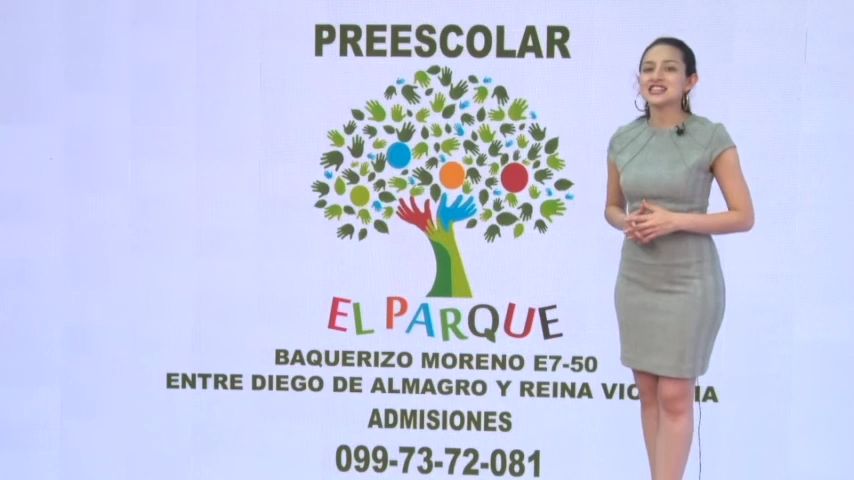 PREESCOLAR
EL PARQUE
BAQUERIZO MORENO E7-50
ENTRE DIEGO DE ALMAGRO Y REINA
ADMISIONES
099-73-72-081